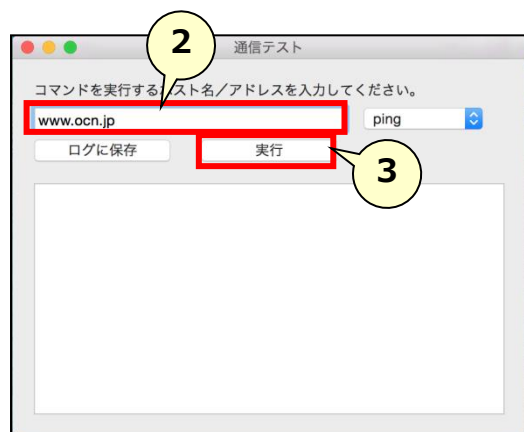 2
通信テスト
コマンドを実行するホスト名／アドレスを入力してください。
www.ocn.jp
ping
ログに保存
実行
3